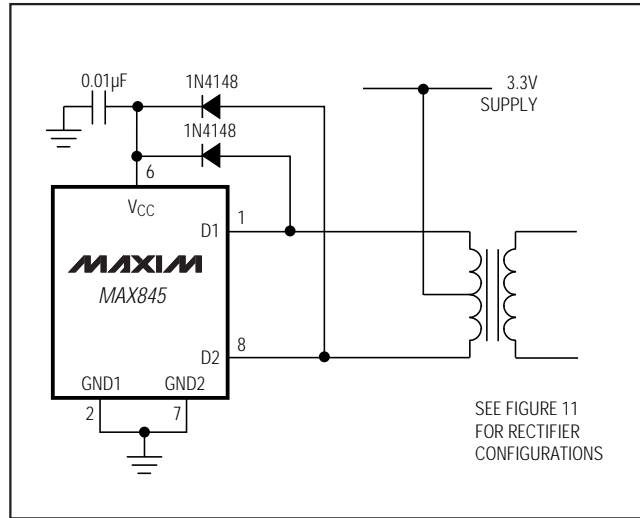 0.01µF
1N4148
3.3V
SUPPLY
1N4148
6
VCC
D1
1
MAXIM
MAX845
8
D2
GND1
GND2
2
7
SEE FIGURE 11
FOR RECTIFIER
CONFIGURATIONS